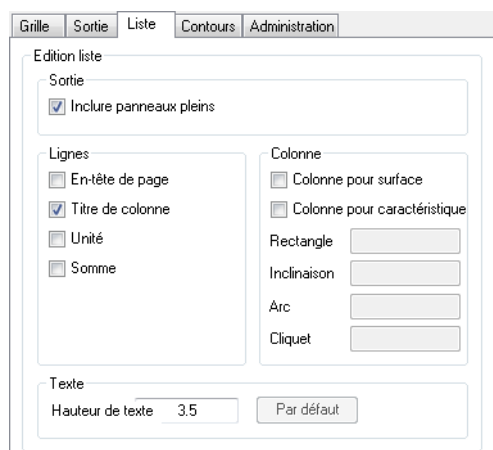 Grille Sortie Liste Contours Administration
Edition liste
Sortie
Inclure panneaux pleins
Lignes
En-tête de page
Titre de colonne
Unité
Somme
Colonne
Colonne pour surface
Colonne pour caractéristique
Rectangle
Inclinaison
Arc
Cliquet
Texte
Hauteur de texte 3.5 Par défaut